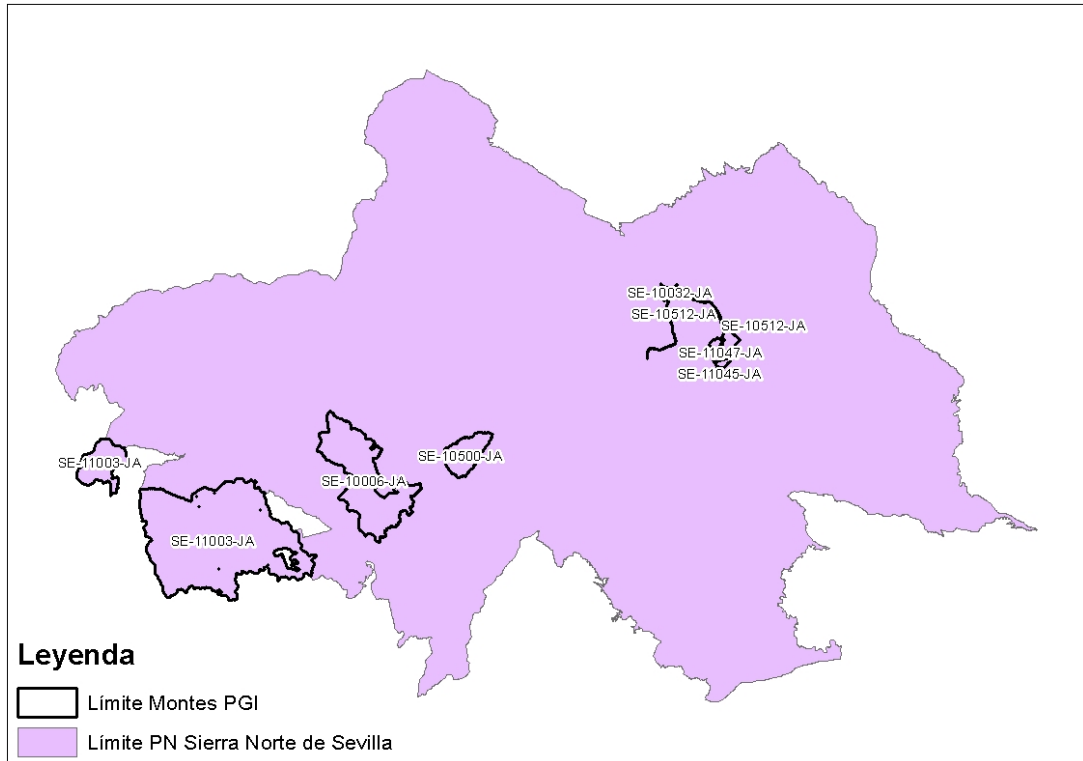 SE-10032-JA
SE-10512-JA
SE-10512-JA
SE-11047-JA
SE-11045-JA
SE-11003-JA
SE-10500-JA
SE-10006-JA
SE-11003-JA
Leyenda
Límite Montes PGI
Límite PN Sierra Norte de Sevilla